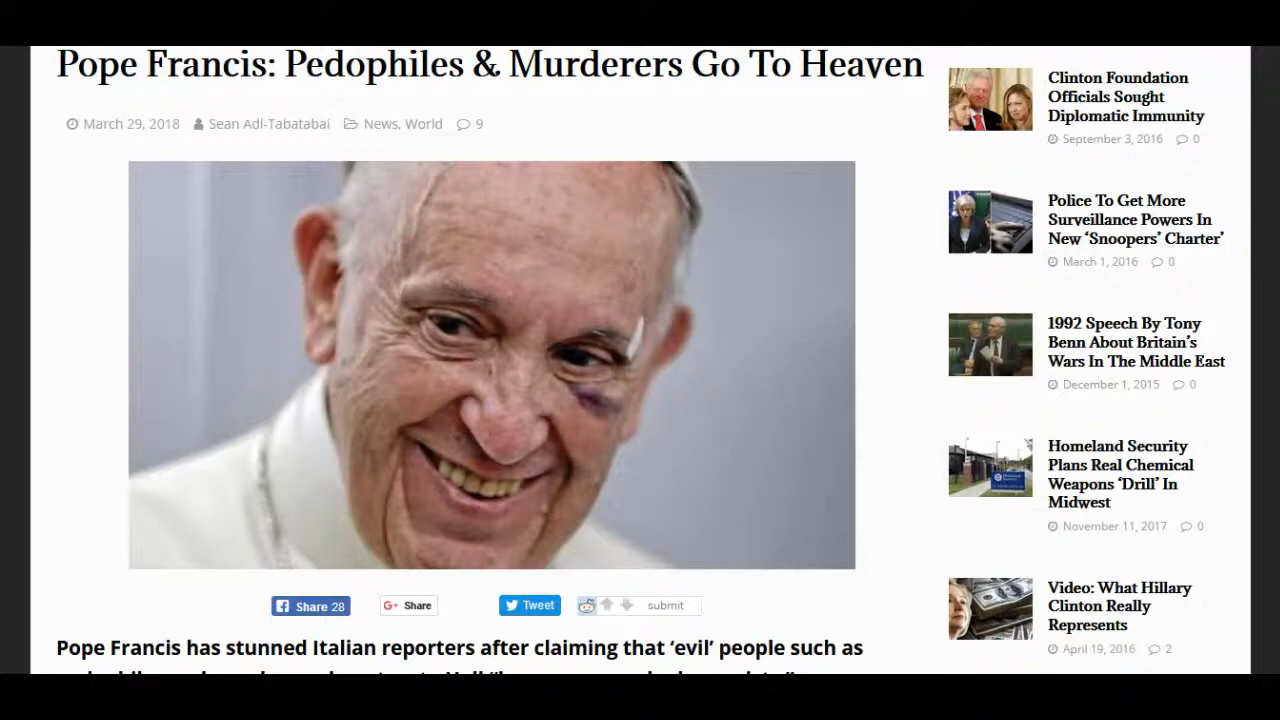 Pope Francis: Pedophiles & Murderers Go To Heaven
March 29, 2018 Sean Adl-Tabatabai News, World 9
Share 28
G+ Share
Tweet
submit
Pope Francis has stunned Italian reporters after claiming that ‘evil’ people such as
Clinton Foundation
Officials Sought
Diplomatic Immunity
September 3, 2016 0
Police To Get More
Surveillance Powers In
New ‘Snoopers’ Charter’
March 1, 2016 0
1992 Speech By Tony
Benn About Britain’s
Wars In The Middle East
December 1, 2015 0
Homeland Security
Plans Real Chemical
Weapons ‘Drill’ In
Midwest
November 11, 2017 0
Video: What Hillary
Clinton Really
Represents
April 19, 2016 2